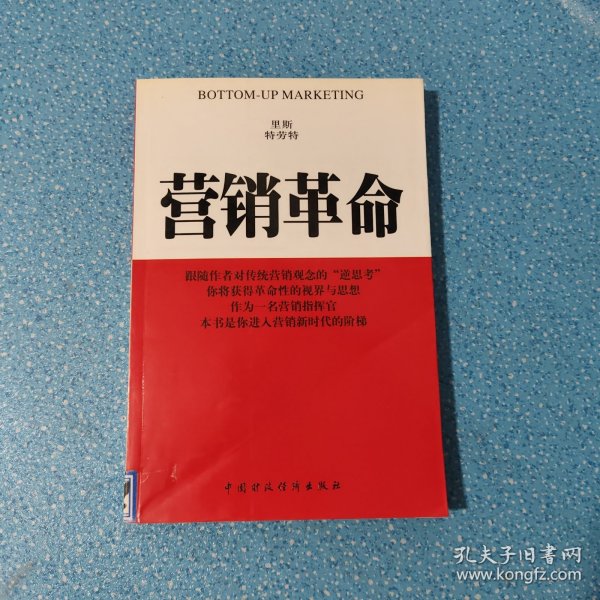 BOTTOM-UP MARKETING
里斯
特劳特
营销革命
跟随作者对传统营销观念的“逆思考”
你将获得革命性的视界与思想
作为一名营销指挥官
本书是你进入营销新时代的阶梯
中国财政经济出版社
孔夫子旧书网
www.kongfz.com